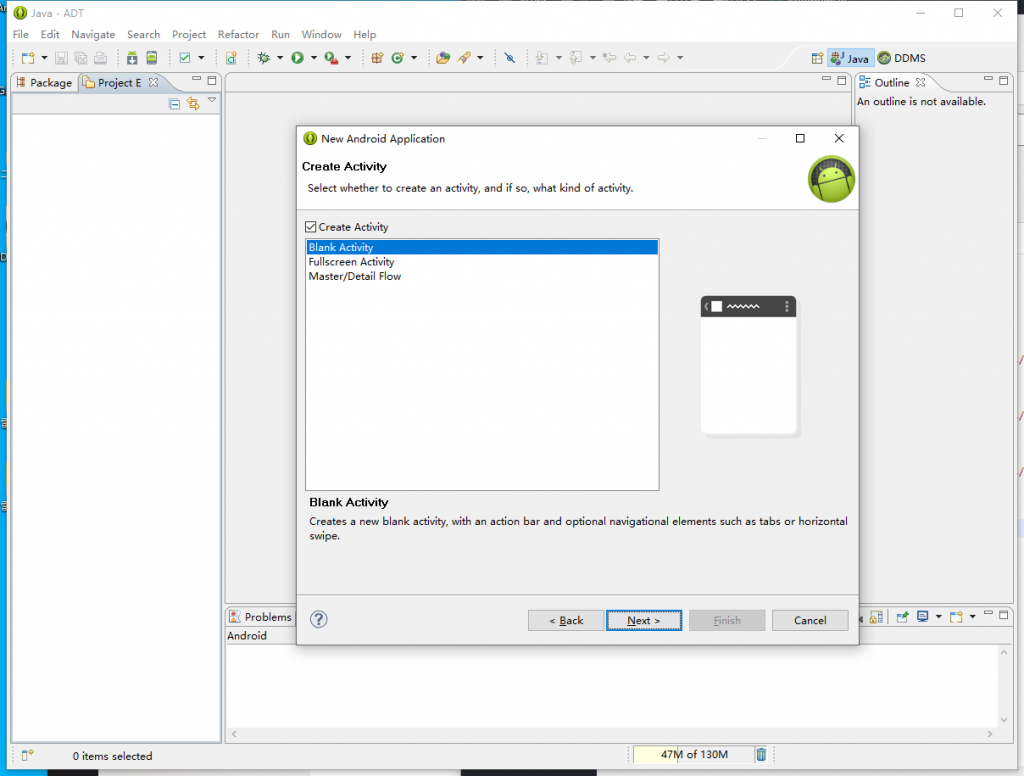 Java - ADT
File Edit Navigate Search Project Refactor Run Window Help
Java DDMS
Package Project E Outline
An outline is not available.
New Android Application
Create Activity
Select whether to create an activity, and if so, what kind of activity.
Create Activity
Blank Activity
Fullscreen Activity
Master/Detail Flow
Blank Activity
Creates a new blank activity, with an action bar and optional navigational elements such as tabs or horizontal
swipe.
< Back Next > Finish Cancel
Problems
Android
0 items selected 47M of 130M